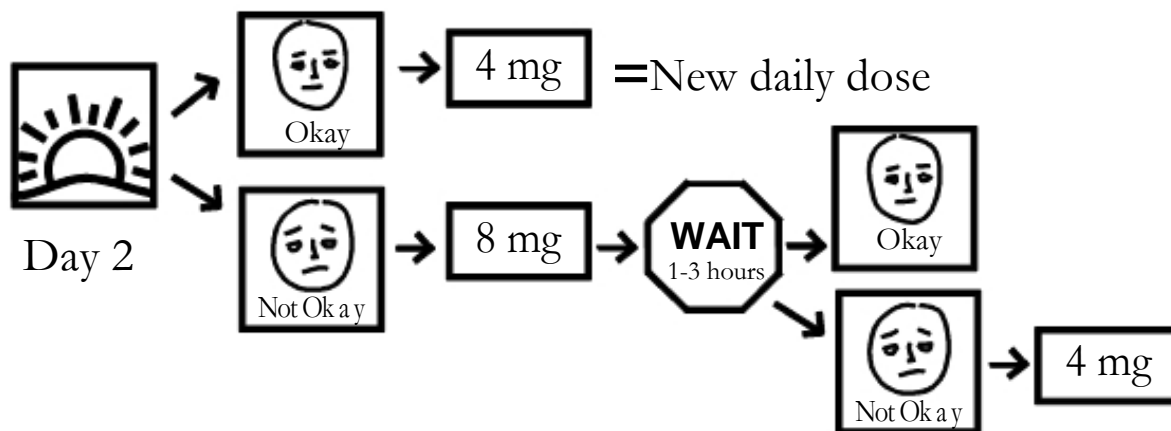 Okay
4 mg
=New daily dose
Day 2
Not Okay
8 mg
WAIT
1-3 hours
Okay
Not Okay
4 mg